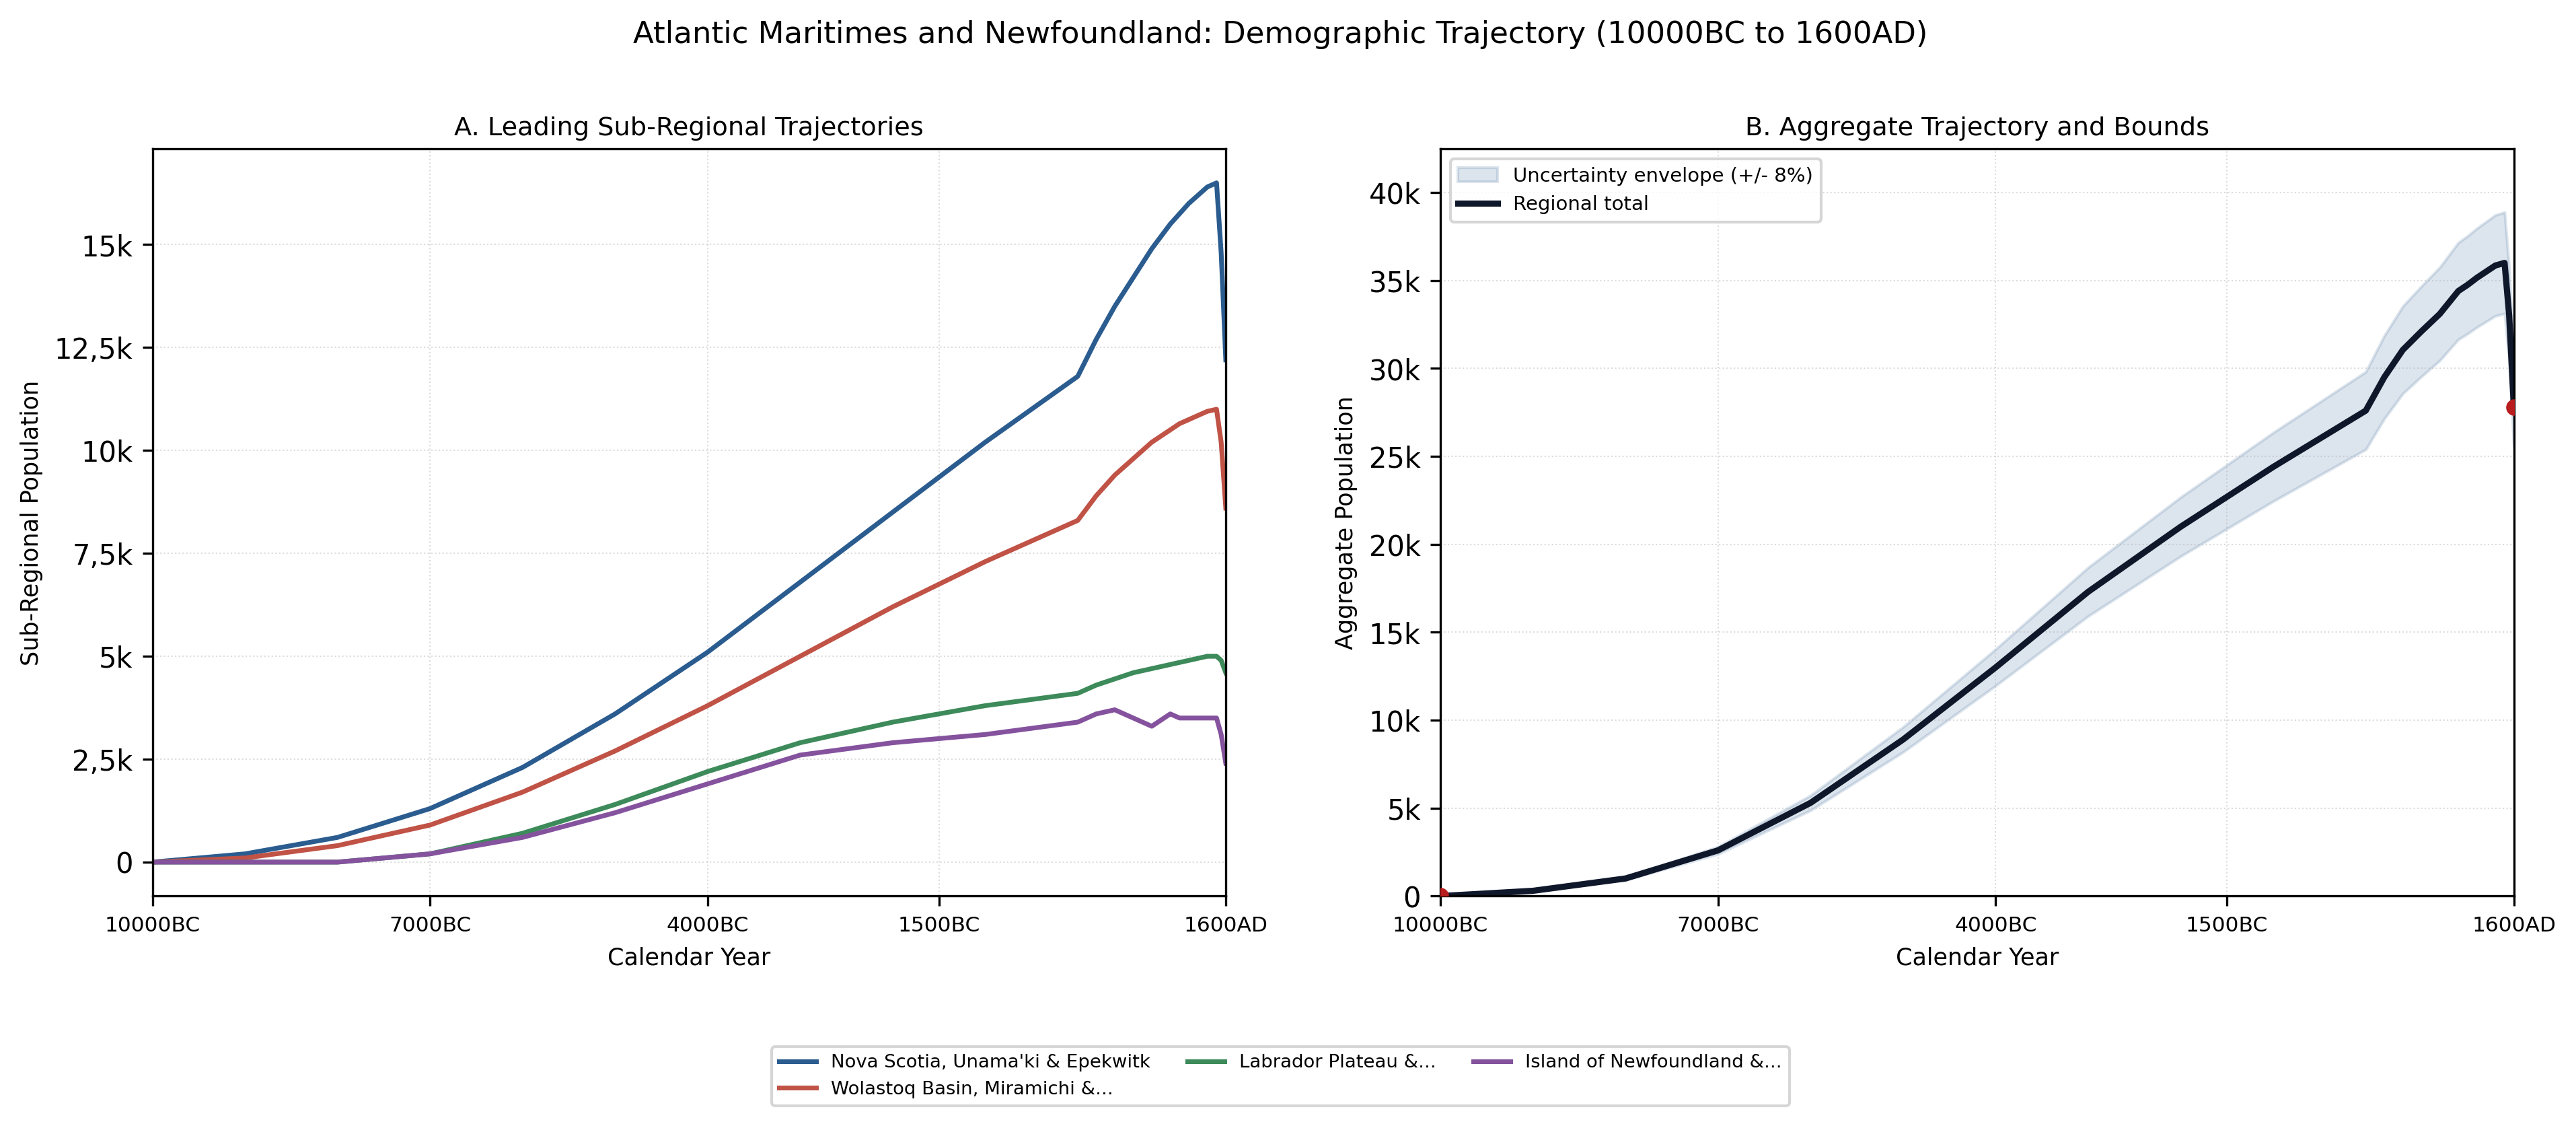 Atlantic Maritimes and Newfoundland: Demographic Trajectory (10000BC to 1600AD)
A. Leading Sub-Regional Trajectories
Sub-Regional Population
15k
12,5k
10k
7,5k
5k
2,5k
0
10000BC
7000BC
4000BC
1500BC
1600AD
Calendar Year
B. Aggregate Trajectory and Bounds
Uncertainty envelope (+/- 8%)
Regional total
Aggregate Population
40k
35k
30k
25k
20k
15k
10k
5k
0
10000BC
7000BC
4000BC
1500BC
1600AD
Calendar Year
Nova Scotia, Unama'ki & Epekwitk
Wolastoq Basin, Miramichi &...
Labrador Plateau &...
Island of Newfoundland &...